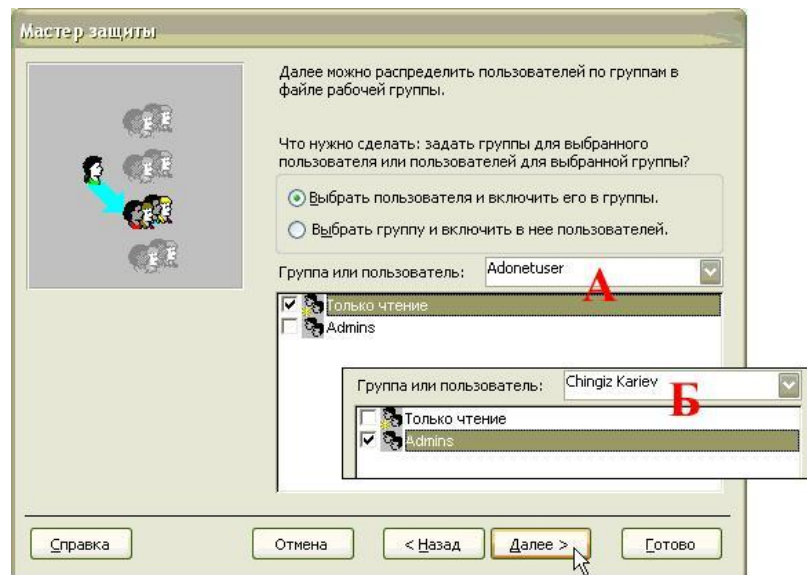 Мастер защиты
Далее можно распределить пользователей по группам в
файле рабочей группы.
Что нужно сделать: задать группы для выбранного
пользователя или пользователей для выбранной группы?
Выбрать пользователя и включить его в группы.
Выбрать группу и включить в нее пользователей.
Группа или пользователь: Adonetuser
А
Только чтение
Admins
Группа или пользователь: Chingiz Kariev
Б
Только чтение
Admins
Справка Отмена < Назад Далее > Готово